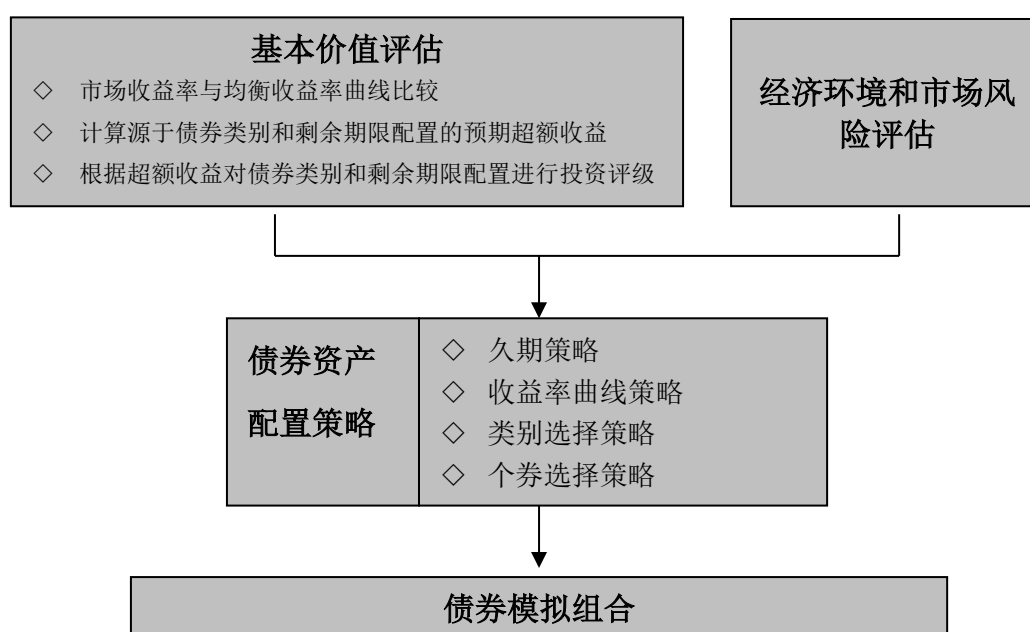 基本价值评估
◇ 市场收益率与均衡收益率曲线比较
◇ 计算源于债券类别和剩余期限配置的预期超额收益
◇ 根据超额收益对债券类别和剩余期限配置进行投资评级
经济环境和市场风
险评估
债券资产
配置策略
◇ 久期策略
◇ 收益率曲线策略
◇ 类别选择策略
◇ 个券选择策略
债券模拟组合